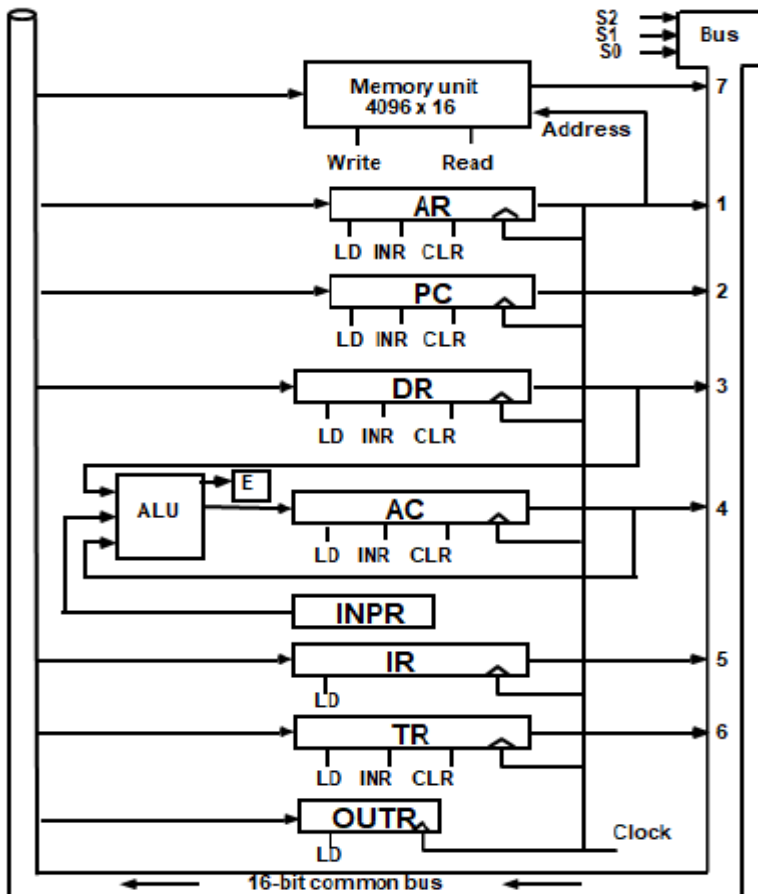 S2
S1
S0
Bus
Memory unit
4096 x 16
7
Address
Write Read
AR
1
LD INR CLR
PC
2
LD INR CLR
DR
3
LD INR CLR
E
ALU
AC
4
LD INR CLR
INPR
IR
5
LD
TR
6
LD INR CLR
OUTR
Clock
LD
16-bit common bus